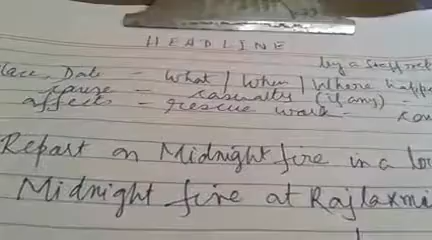 HEADLINE
by a staff
Place, Date - What | When | Where
cause - casualty (if any) -
affects - rescue work -
Report on Midnight fire in a
Midnight fire at Rajlaxmi